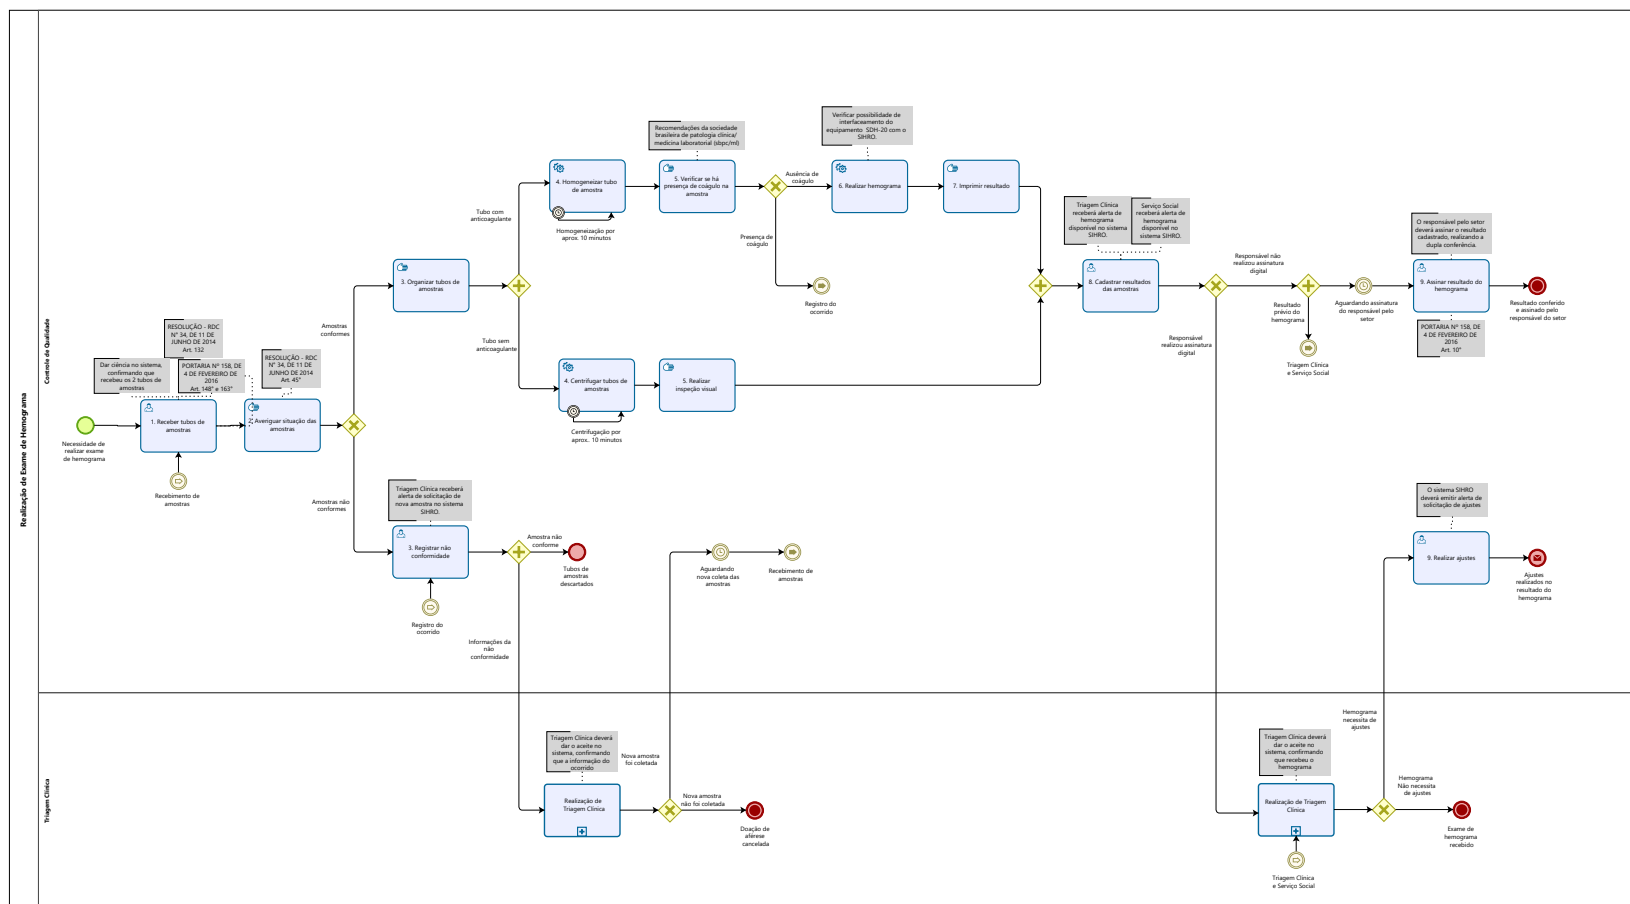 Realização de Exame de Hemograma
Controle de Qualidade
Necessidade de
realizar exame
de hemograma
Dar ciência no sistema,
confirmando que
recebeu os 2 tubos de
amostras
RESOLUÇÃO - RDC
N° 34, DE 11 DE
JUNHO DE 2014
Art. 132
PORTARIA Nº 158, DE
4 DE FEVEREIRO DE
2016
Art. 148° e 163°
1. Receber tubos de
amostras
Recebimento de
amostras
RESOLUÇÃO - RDC
N° 34, DE 11 DE
JUNHO DE 2014
Art. 45°
2. Averiguar situação das
amostras
Amostras
conformes
Amostras não
conformes
3. Organizar tubos de
amostras
Tubo com
anticoagulante
Tubo sem
anticoagulante
4. Homogeneizar tubo
de amostra
Homogeneização por
aprox. 10 minutos
Recomendações da sociedade
brasileira de patologia clínica/
medicina laboratorial (sbpc/ml)
5. Verificar se há
presença de coágulo na
amostra
Ausência de
coágulo
Presença de
coágulo
Registro do
ocorrido
Verificar possibilidade de
interfaceamento do
equipamento SDH-20 com o
SIHRO.
6. Realizar hemograma
7. Imprimir resultado
4. Centrifugar tubos de
amostras
Centrifugação por
aprox.. 10 minutos
5. Realizar
inspeção visual
Triagem Clínica
receberá alerta de
hemograma
disponível no sistema
SIHRO.
Serviço Social
receberá alerta de
hemograma
disponível no
sistema SIHRO.
8. Cadastrar resultados
das amostras
Responsável não
realizou assinatura
digital
Responsável
realizou assinatura
digital
Resultado
prévio do
hemograma
Triagem Clínica
e Serviço Social
Aguardando assinatura
do responsável pelo
setor
O responsável pelo setor
deverá assinar o resultado
cadastrado, realizando a
dupla conferência.
9. Assinar resultado do
hemograma
PORTARIA Nº 158, DE
4 DE FEVEREIRO DE
2016
Art. 10°
Resultado conferido
e assinado pelo
responsável do setor
Triagem Clínica receberá
alerta de solicitação de
nova amostra no sistema
SIHRO.
3. Registrar não
conformidade
Registro do
ocorrido
Amostra não
conforme
Tubos de
amostras
descartados
Informações da
não
conformidade
Aguardando
nova coleta das
amostras
Recebimento de
amostras
O sistema SIHRO
deverá emitir alerta de
solicitação de ajustes
9. Realizar ajustes
Ajustes
realizados no
resultado do
hemograma
Triagem Clínica
Triagem Clínica deverá
dar o aceite no
sistema, confirmando
que a informação do
ocorrido
Realização de
Triagem Clínica
Nova amostra
foi coletada
Nova amostra
não foi coletada
Doação de
aférese
cancelada
Triagem Clínica deverá
dar o aceite no
sistema, confirmando
que recebeu o
hemograma
Realização de Triagem
Clínica
Triagem Clínica
e Serviço Social
Hemograma
necessita de
ajustes
Hemograma
Não necessita
de ajustes
Exame de
hemograma
recebido